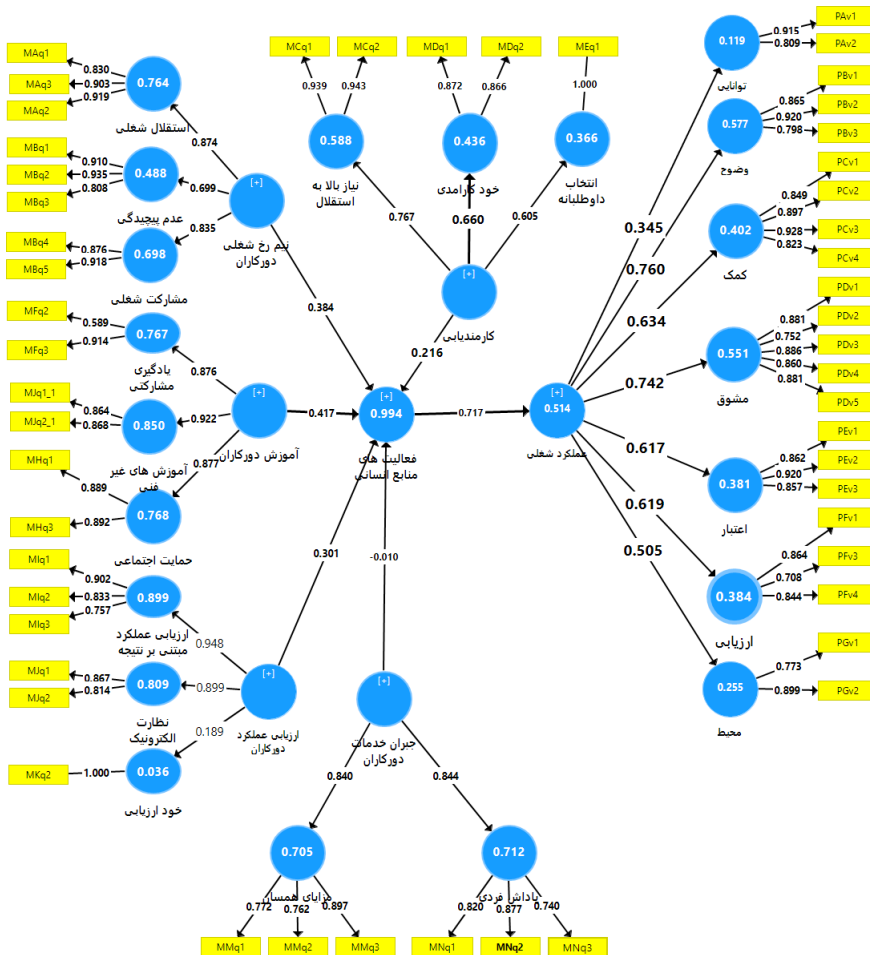 MAq1
MAq3
MAq2
0.830
0.903
0.919
0.764
استقلال شغلی
0.874
MBq1
MBq2
MBq3
0.910
0.935
0.808
0.488
عدم پیچیدگی
0.699
MBq4
MBq5
0.876
0.918
0.698
مشارکت شغلی
0.835
[+]
نیم رخ شغلی
دورکاران
0.384
MFq2
MFq3
0.589
0.914
0.767
یادگیری
مشارکتی
0.876
MJq1_1
MJq2_1
0.864
0.868
0.850
آموزش های غیر
فنی
0.922
MHq1
MHq3
0.889
0.892
0.768
حمایت اجتماعی
0.877
[+]
آموزش دورکاران
0.417
MIq1
MIq2
MIq3
0.902
0.833
0.757
0.899
ارزیابی عملکرد
مبتنی بر نتیجه
0.948
MJq1
MJq2
0.867
0.814
0.809
نظارت
الکترونیک
0.899
MKq2
1.000
0.036
خود ارزیابی
0.189
[+]
ارزیابی عملکرد
دورکاران
0.301
MCq1
MCq2
0.939
0.943
0.588
نیاز بالا به
استقلال
0.767
MDq1
MDq2
0.872
0.866
0.436
خود کارامدی
0.660
MEq1
1.000
0.366
انتخاب
داوطلبانه
0.605
[+]
کارمندیابی
0.216
[+]
0.994
فعالیت های
منابع انسانی
0.717
-0.010
[+]
جبران خدمات
دورکاران
0.840
0.844
0.705
مزایای همسان
0.772
0.762
0.897
MMq1
MMq2
MMq3
0.712
پاداش فردی
0.820
0.877
0.740
MNq1
MNq2
MNq3
[+]
0.514
عملکرد شغلی
0.345
0.760
0.634
0.742
0.617
0.619
0.505
0.119
توانایی
0.915
0.809
PAv1
PAv2
0.577
وضوح
0.865
0.920
0.798
PBv1
PBv2
PBv3
0.402
کمک
0.849
0.897
0.928
0.823
PCv1
PCv2
PCv3
PCv4
0.551
مشوق
0.881
0.752
0.886
0.860
0.881
PDv1
PDv2
PDv3
PDv4
PDv5
0.381
اعتبار
0.862
0.920
0.857
PEv1
PEv2
PEv3
0.384
ارزیابی
0.864
0.708
0.844
PFv1
PFv3
PFv4
0.255
محیط
0.773
0.899
PGv1
PGv2